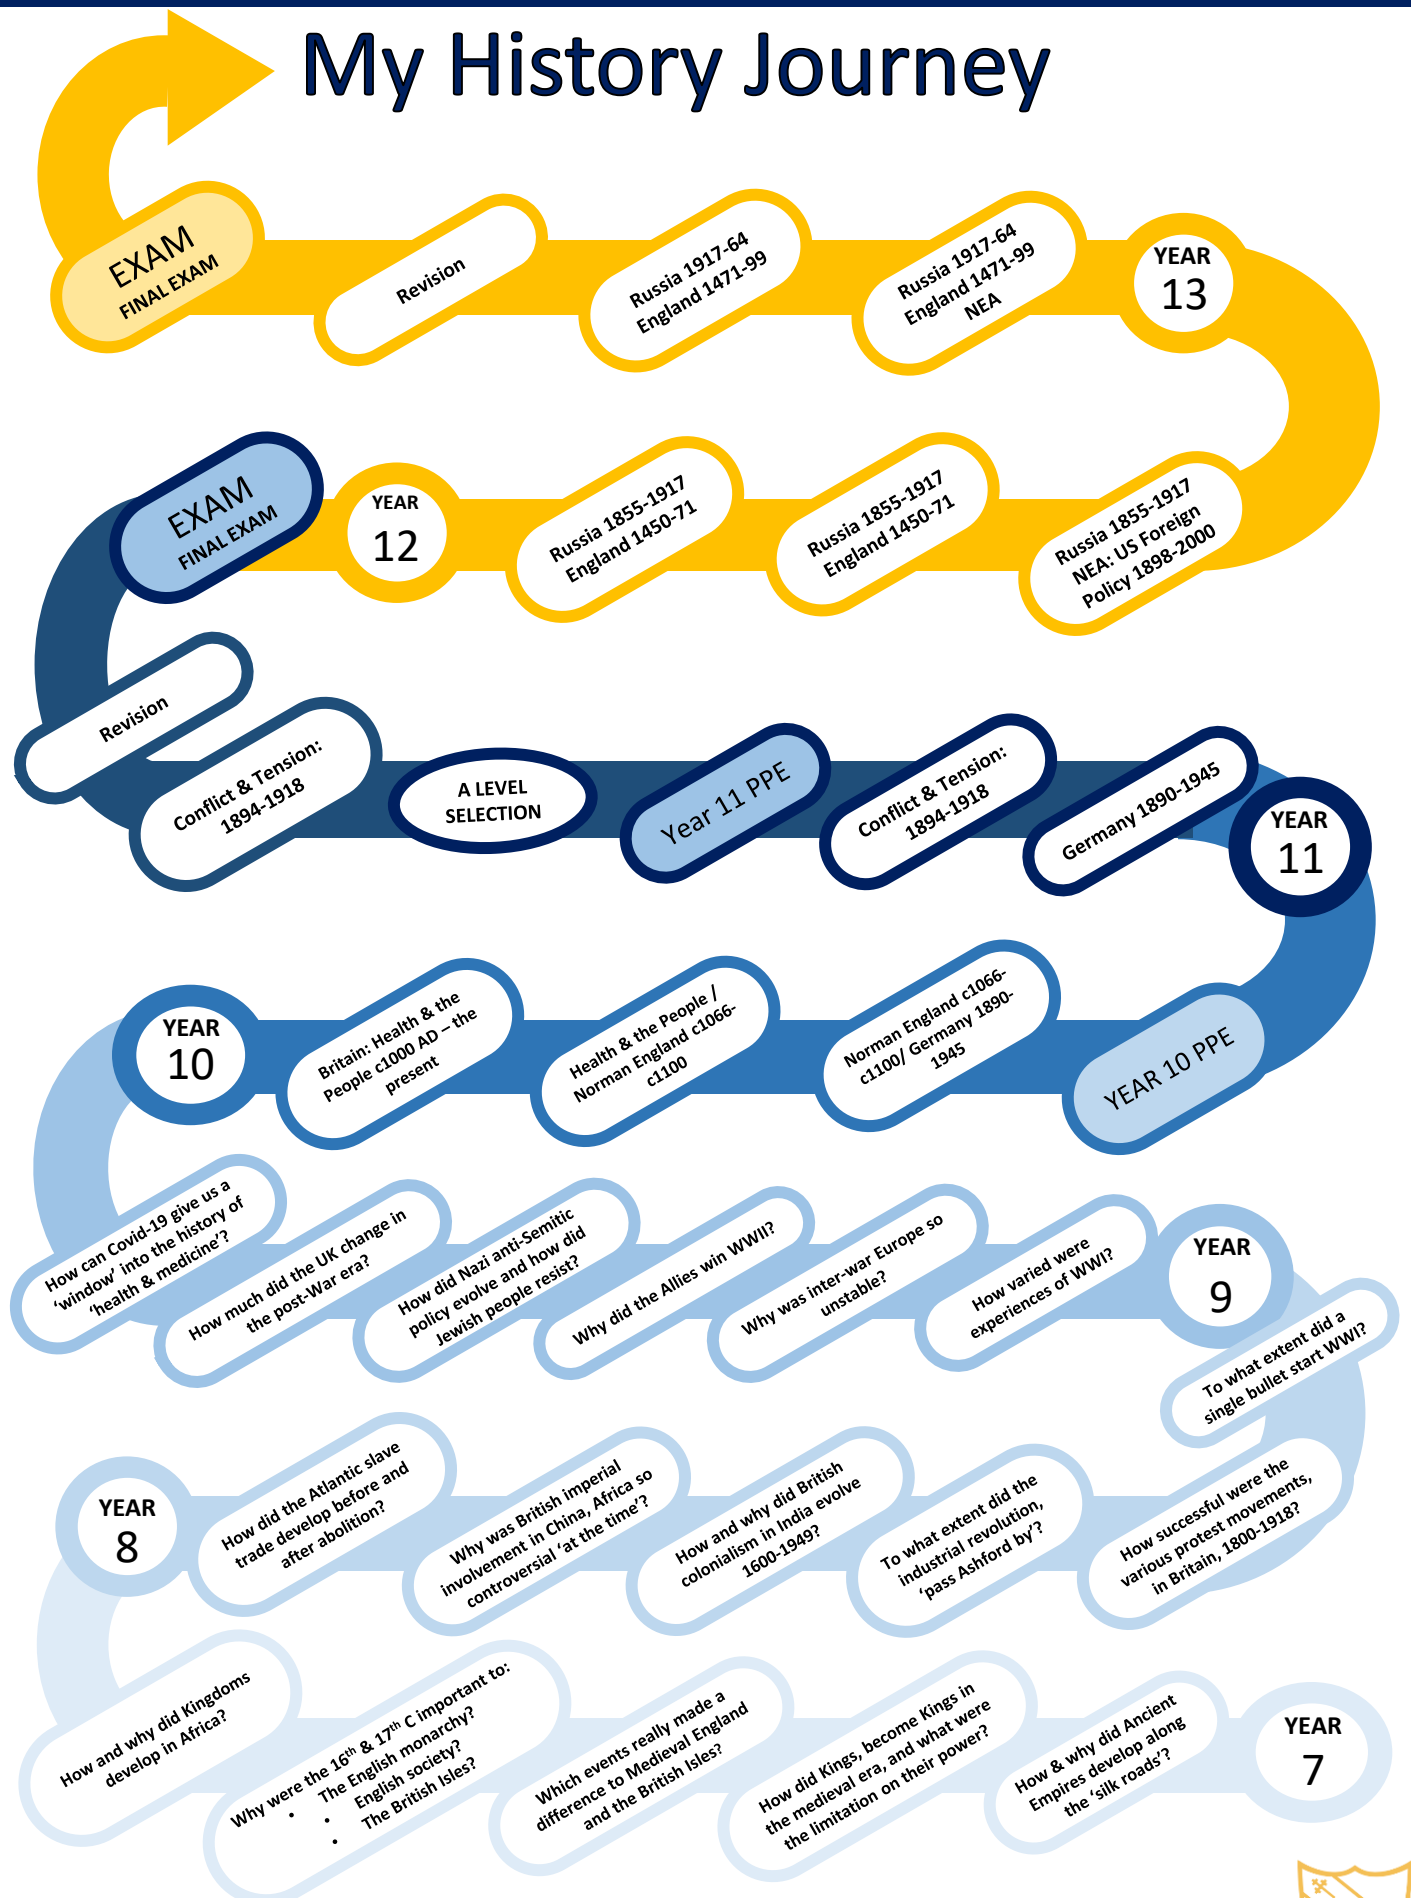 My History Journey
EXAM
FINAL EXAM
Revision
Russia 1917-64
England 1471-99
Russia 1917-64
England 1471-99
NEA
YEAR
13
EXAM
FINAL EXAM
YEAR
12
Russia 1855-1917
England 1450-71
Russia 1855-1917
England 1450-71
Russia 1855-1917
NEA: US Foreign
Policy 1898-2000
Revision
Conflict & Tension:
1894-1918
A LEVEL
SELECTION
Year 11 PPE
Conflict & Tension:
1894-1918
Germany 1890-1945
YEAR
11
YEAR
10
Britain: Health & the
People c1000 AD – the
present
Health & the People /
Norman England c1066-
c1100
Norman England c1066-
c1100/ Germany 1890-
1945
YEAR 10 PPE
How can Covid-19 give us a
‘window’ into the history of
‘health & medicine’?
How much did the UK change in
the post-War era?
How did Nazi anti-Semitic
policy evolve and how did
Jewish people resist?
Why did the Allies win WWII?
Why was inter-war Europe so
unstable?
How varied were
experiences of WWI?
YEAR
9
To what extent did a
single bullet start WWI?
YEAR
8
How did the Atlantic slave
trade develop before and
after abolition?
Why was British imperial
involvement in China, Africa so
controversial ‘at the time’?
How and why did British
colonialism in India evolve
1600-1949?
To what extent did the
industrial revolution,
‘pass Ashford by’?
How successful were the
various protest movements,
in Britain, 1800-1918?
How and why did Kingdoms
develop in Africa?
Why were the 16th & 17th C important to:
• The English monarchy?
• English society?
• The British Isles?
Which events really made a
difference to Medieval England
and the British Isles?
How did Kings, become Kings in
the medieval era, and what were
the limitation on their power?
How & why did Ancient
Empires develop along
the ‘silk roads’?
YEAR
7